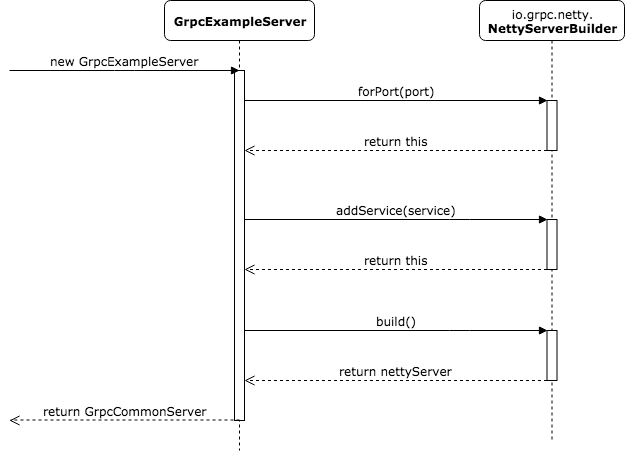 GrpcExampleServer
io.grpc.netty.
NettyServerBuilder
new GrpcExampleServer
forPort(port)
return this
addService(service)
return this
build()
return nettyServer
return GrpcCommonServer